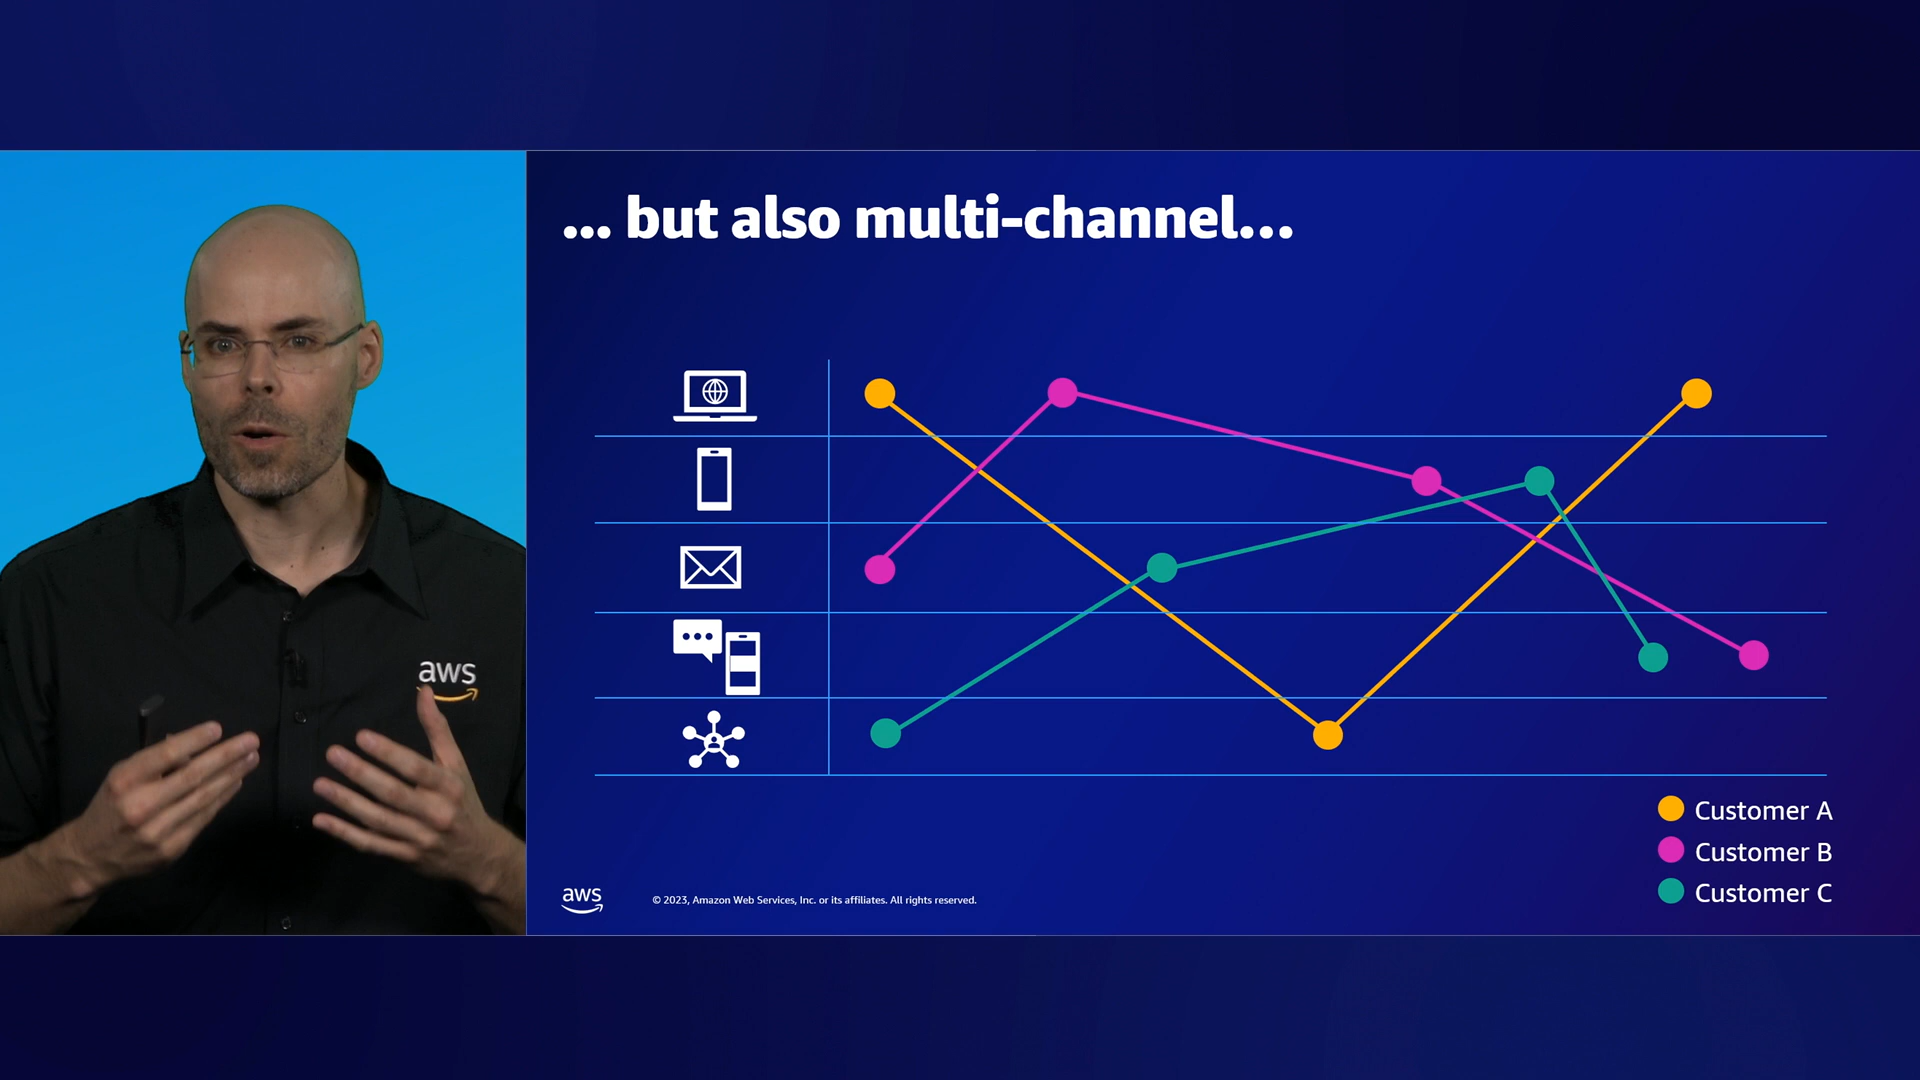 ... but also multi-channel...
aws
Customer A
Customer B
Customer C
aws
© 2023, Amazon Web Services, Inc. or its affiliates. All rights reserved.